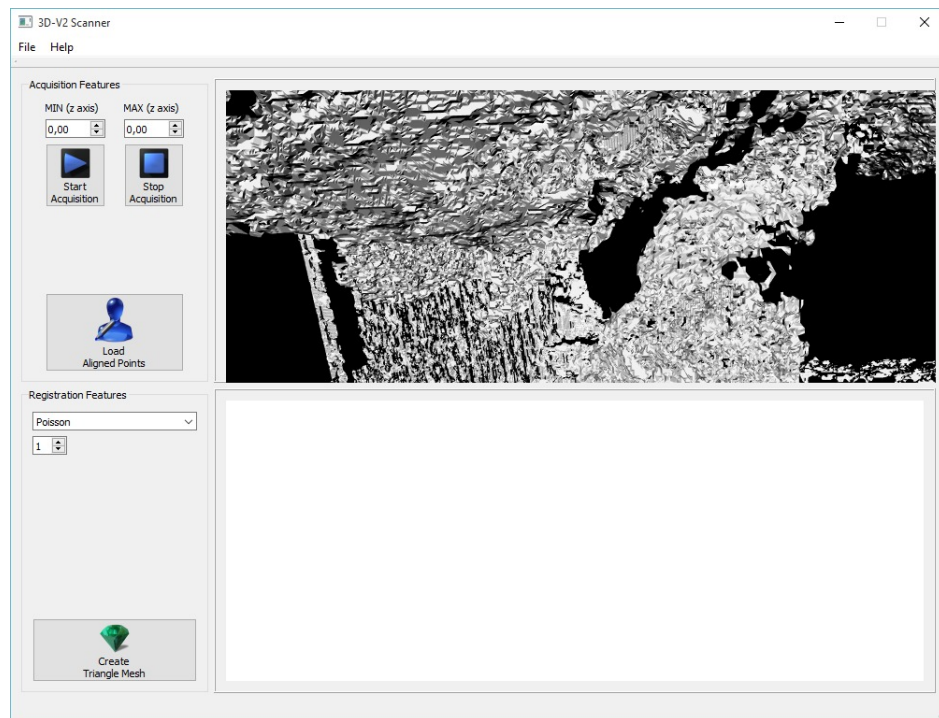 3D-V2 Scanner
File Help
Acquisition Features
MIN (z axis) MAX (z axis)
0,00 0,00
Start Stop
Acquisition Acquisition
Load
Aligned Points
Registration Features
Poisson
1
Create
Triangle Mesh